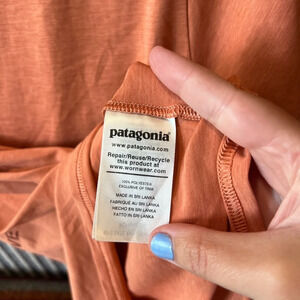 patagonia®
www.patagonia.com
Repair/Reuse/Recycle
this product at
www.wornwear.com
100% POLYESTER
EXCLUSIVE OF TRIM
MADE IN SRI LANKA
FABRIQUÉ AU SRI LANKA
HECHO EN SRI LANKA
FATTO IN SRI LANKA